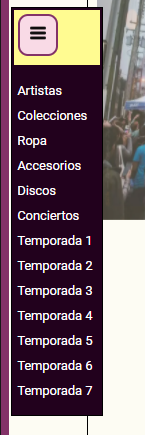 Artistas
Colecciones
Ropa
Accesorios
Discos
Conciertos
Temporada 1
Temporada 2
Temporada 3
Temporada 4
Temporada 5
Temporada 6
Temporada 7